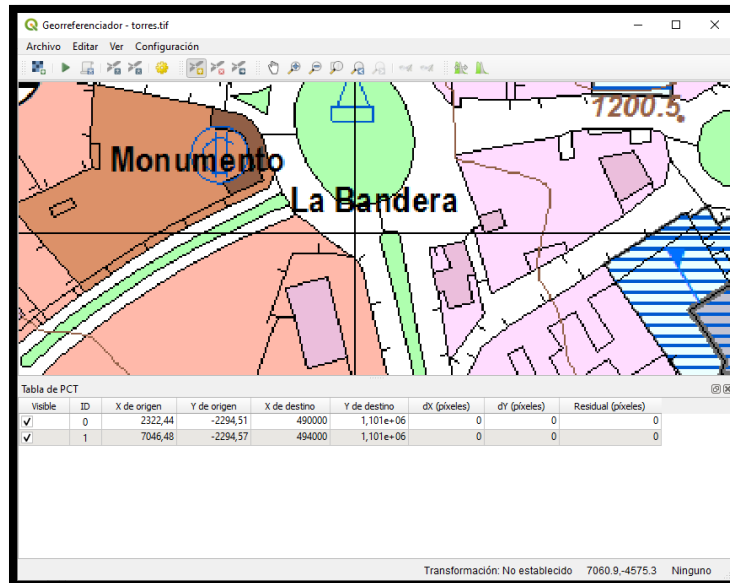 Georreferenciador - torres.tif
Archivo Editar Ver Configuración
1200.5
Monumento
La Bandera
Tabla de PCT
Visible ID X de origen Y de origen X de destino Y de destino dX (píxeles) dY (píxeles) Residual (píxeles)
0 2322,44 -2294,51 490000 1,101e+06 0 0 0
1 7046,48 -2294,57 494000 1,101e+06 0 0 0
Transformación: No establecido 7060.9,-4575.3 Ninguno